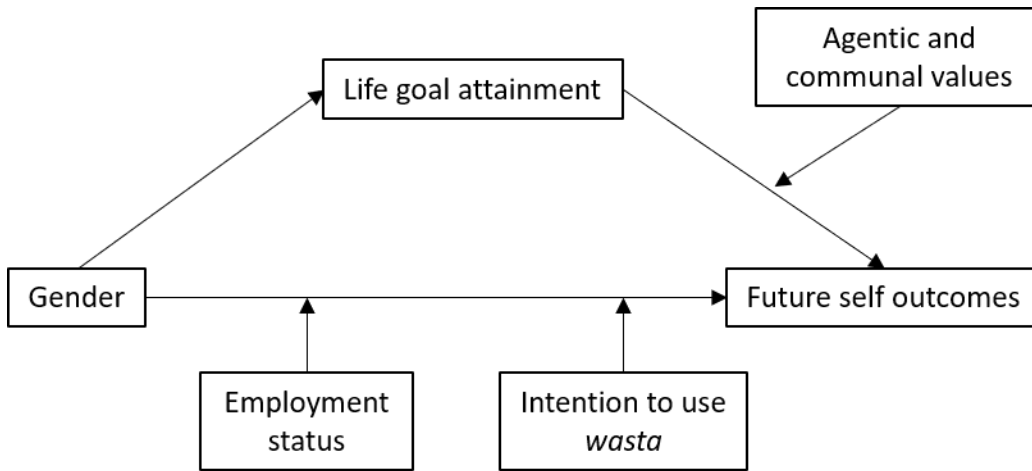 Agentic and
communal values
Life goal attainment
Gender
Future self outcomes
Employment
status
Intention to use
wasta